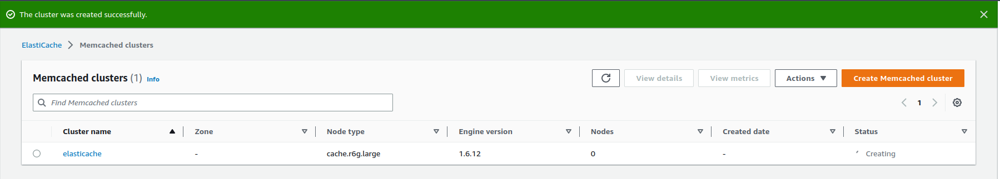 The cluster was created successfully.
ElastiCache Memcached clusters
Memcached clusters (1) Info
View details View metrics Actions Create Memcached cluster
Find Memcached clusters
1
Cluster name Zone Node type Engine version Nodes Created date Status
elasticache - cache.r6g.large 1.6.12 0 - Creating